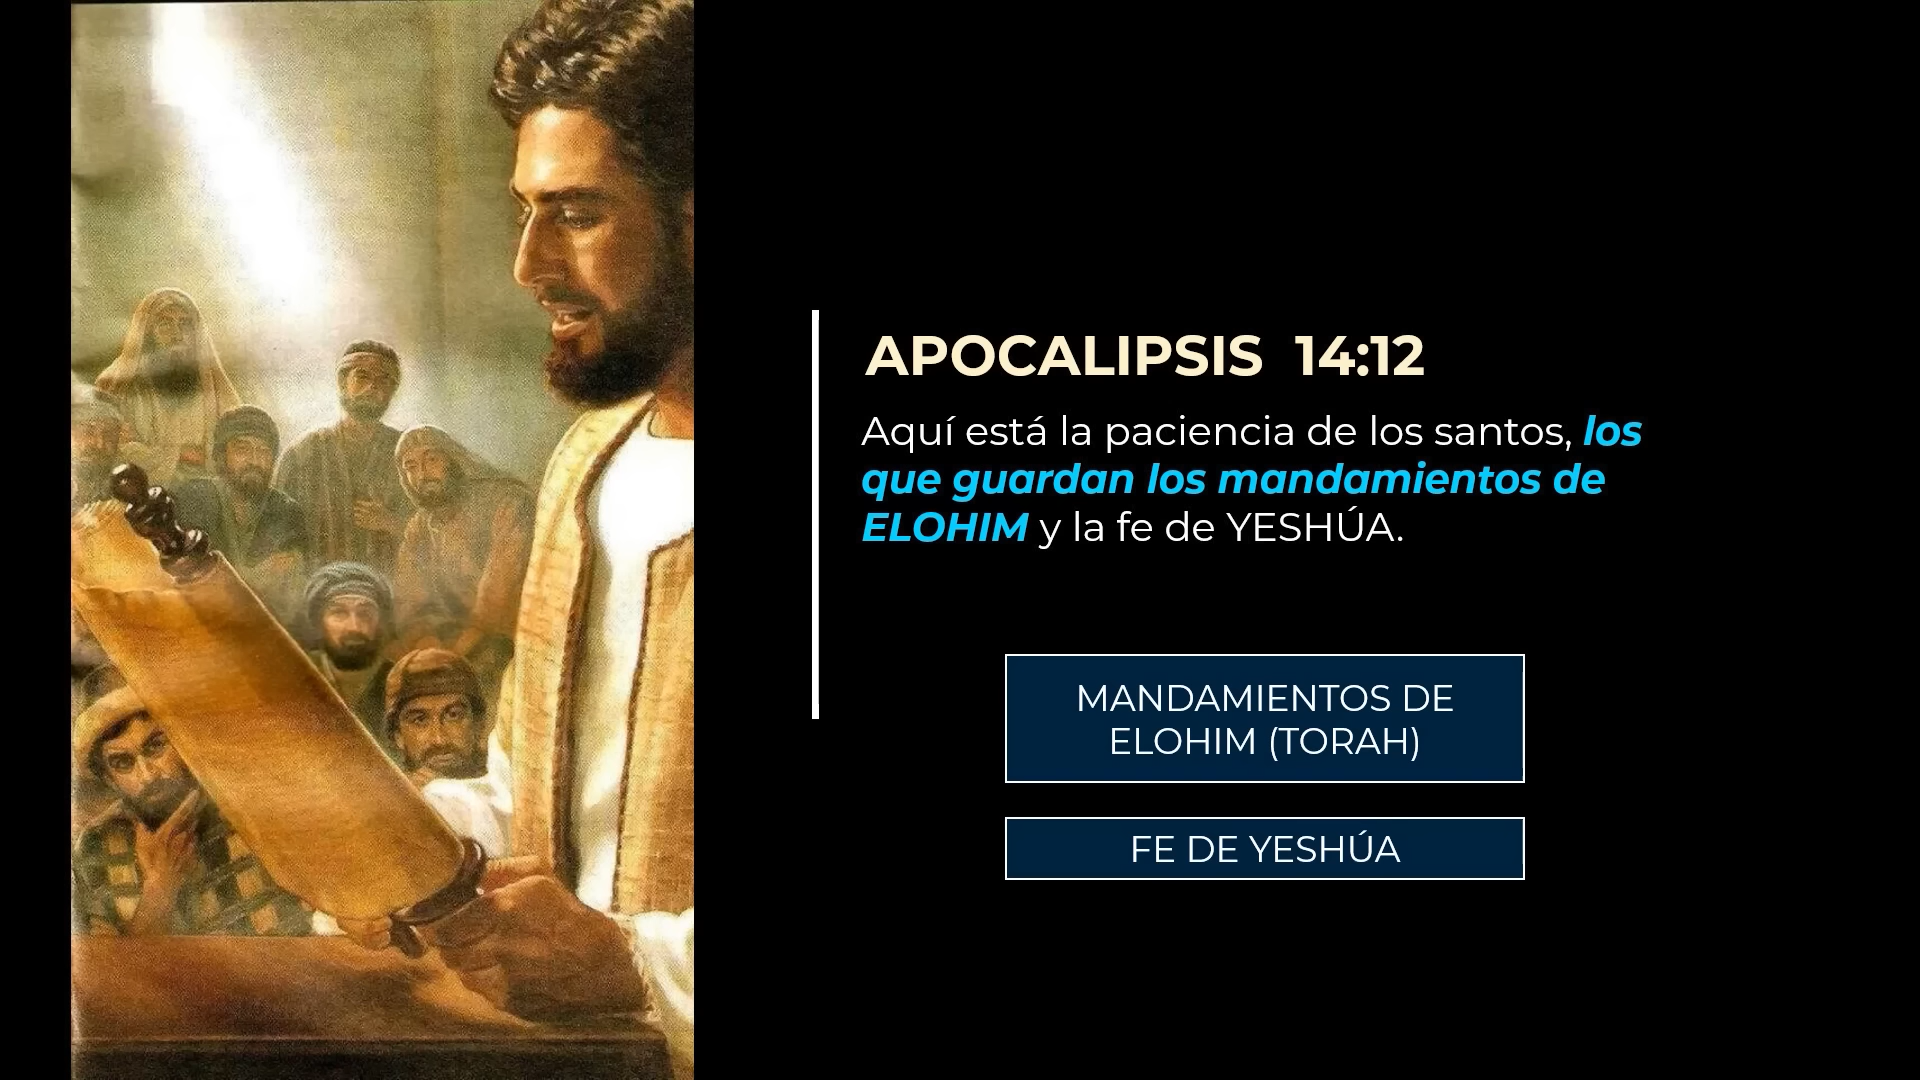 APOCALIPSIS 14:12
Aquí está la paciencia de los santos, los
que guardan los mandamientos de
ELOHIM y la fe de YESHÚA.
MANDAMIENTOS DE
ELOHIM (TORAH)
FE DE YESHÚA